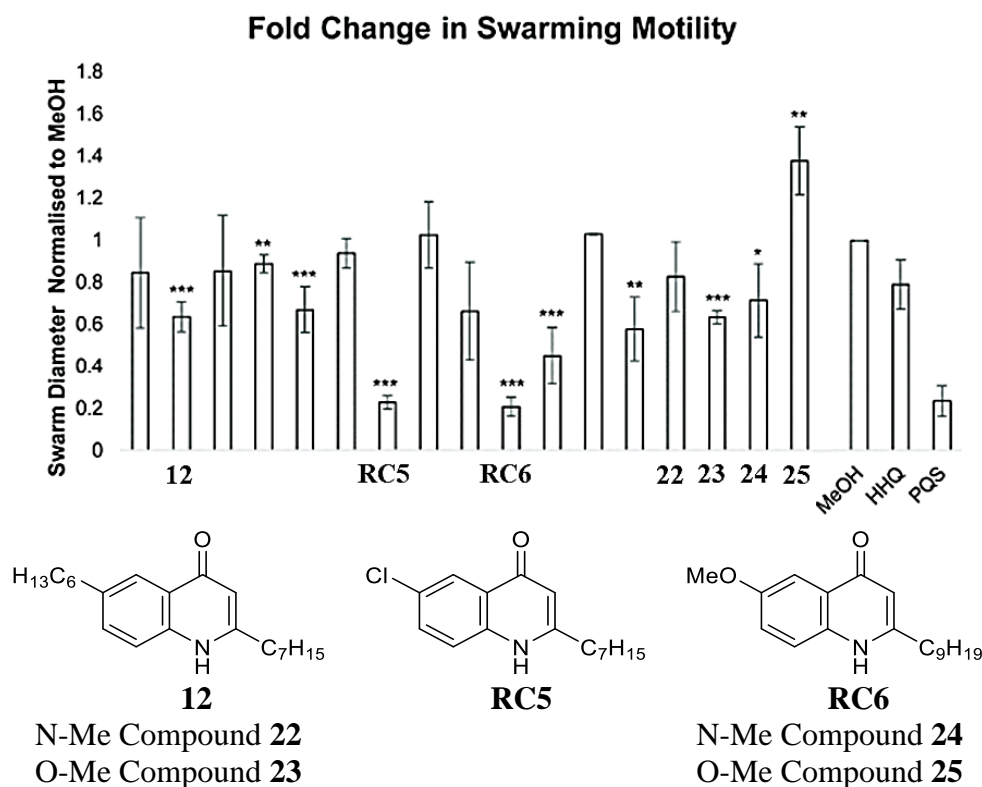 Fold Change in Swarming Motility
Swarm Diameter Normalised to MeOH
1.8
1.6
1.4
1.2
1
0.8
0.6
0.4
0.2
0
***
**
***
***
***
***
**
***
*
**
12
RC5
RC6
22
23
24
25
MeOH
HHQ
PQS
H₁₃C₆
O
N
H
C₇H₁₅
12
N-Me Compound 22
O-Me Compound 23
Cl
O
N
H
C₇H₁₅
RC5
MeO
O
N
H
C₉H₁₉
RC6
N-Me Compound 24
O-Me Compound 25